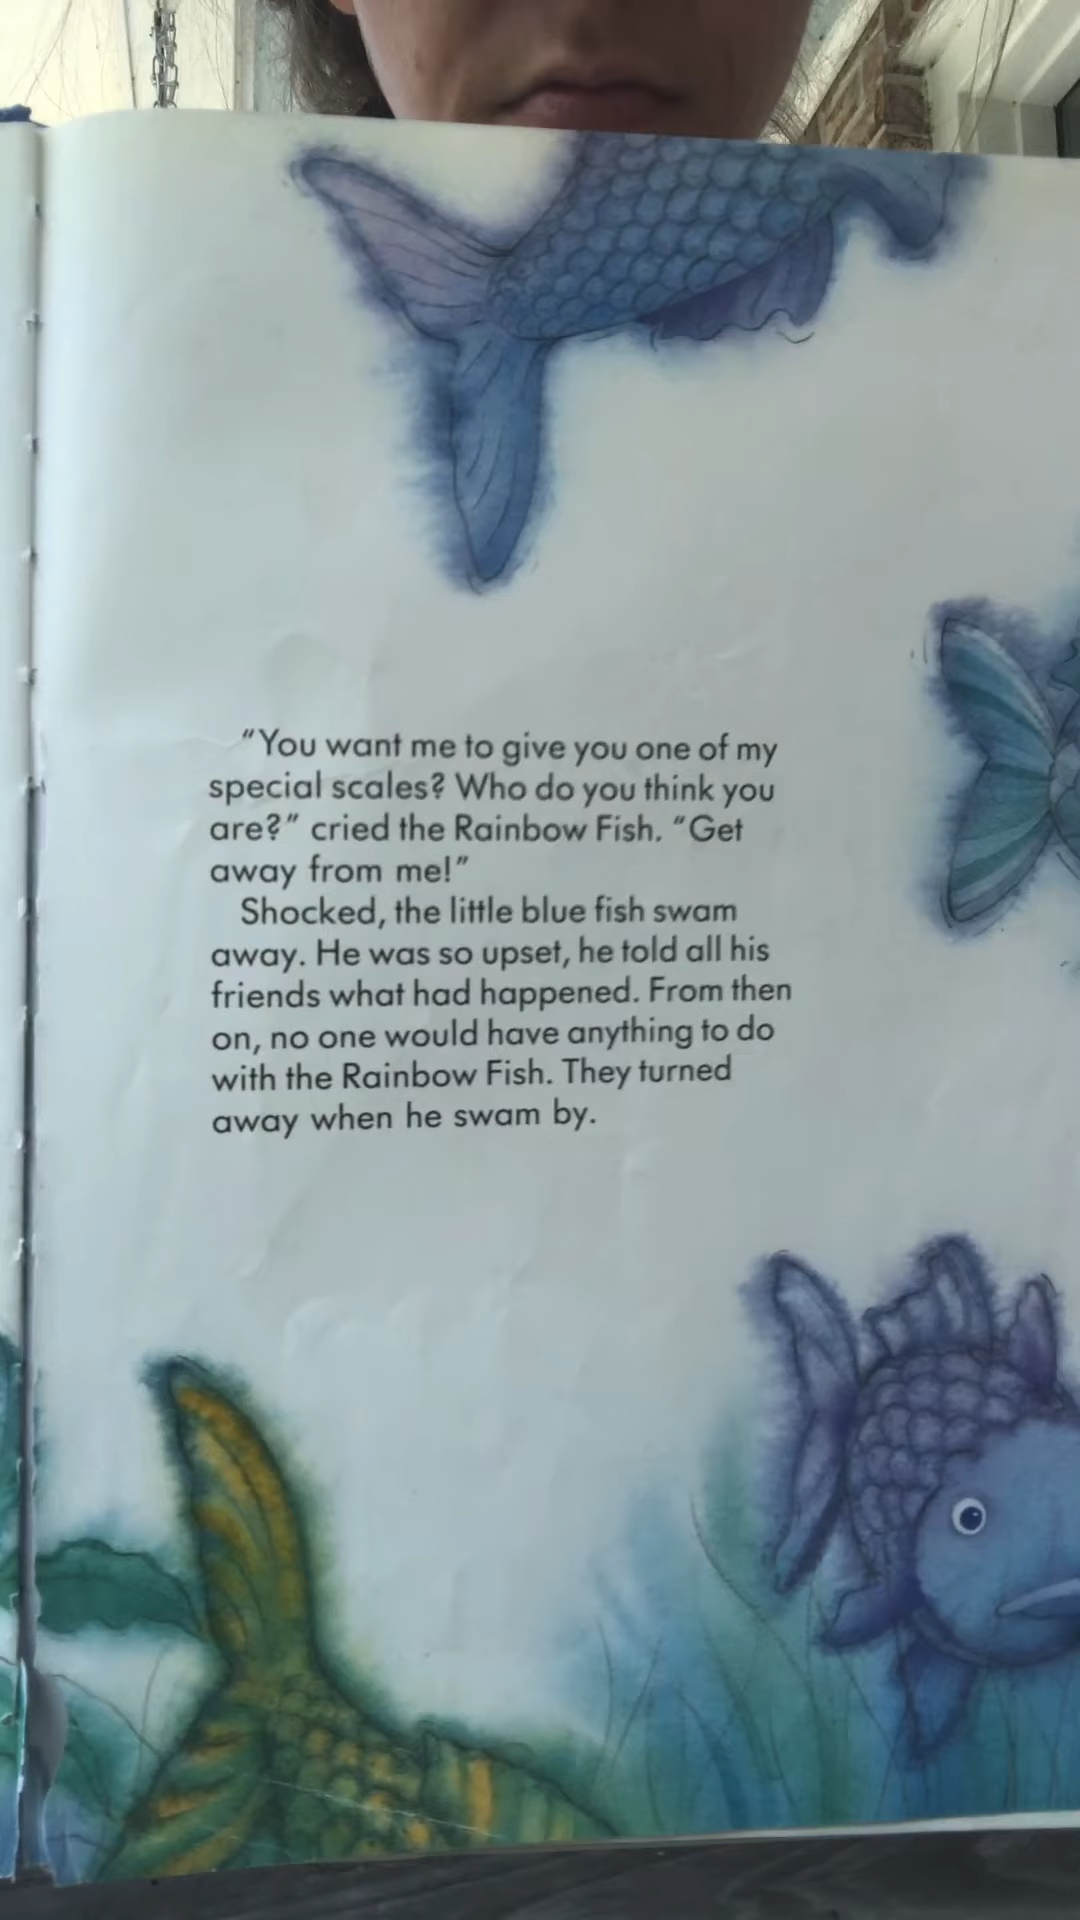 “You want me to give you one of my
special scales? Who do you think you
are?” cried the Rainbow Fish. “Get
away from me!”
Shocked, the little blue fish swam
away. He was so upset, he told all his
friends what had happened. From then
on, no one would have anything to do
with the Rainbow Fish. They turned
away when he swam by.